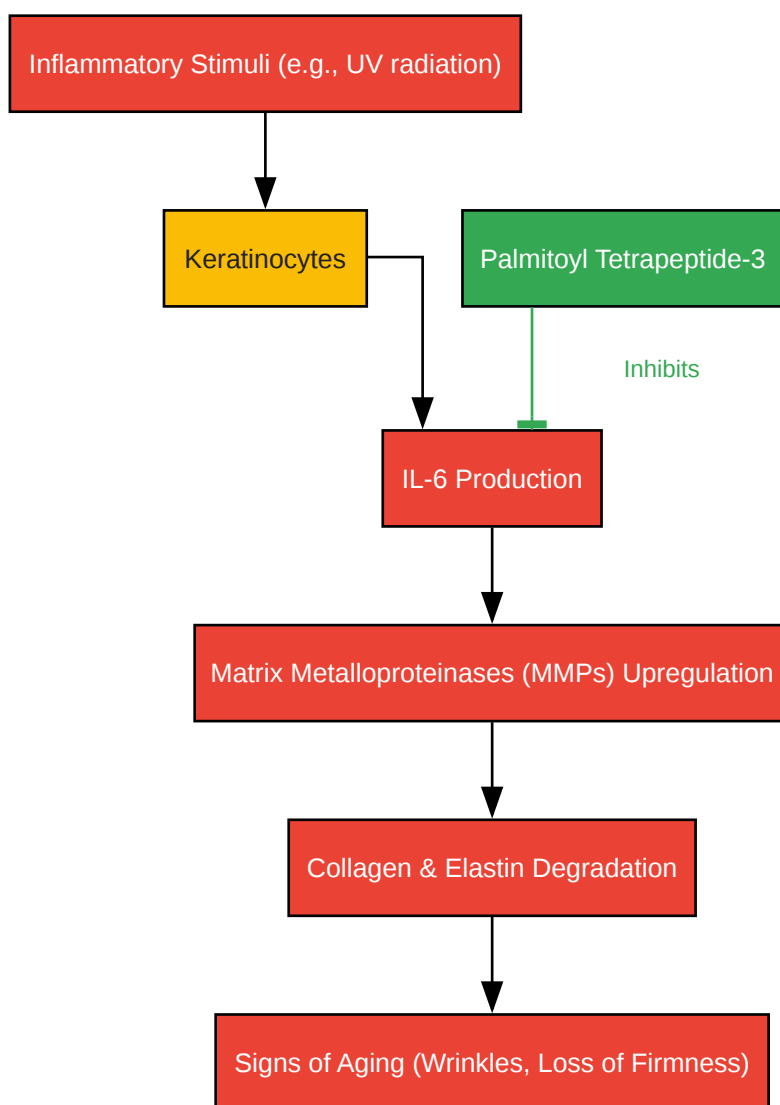 Inflammatory Stimuli (e.g., UV radiation)
Keratinocytes
Palmitoyl Tetrapeptide-3
Inhibits
IL-6 Production
Matrix Metalloproteinases (MMPs) Upregulation
Collagen & Elastin Degradation
Signs of Aging (Wrinkles, Loss of Firmness)